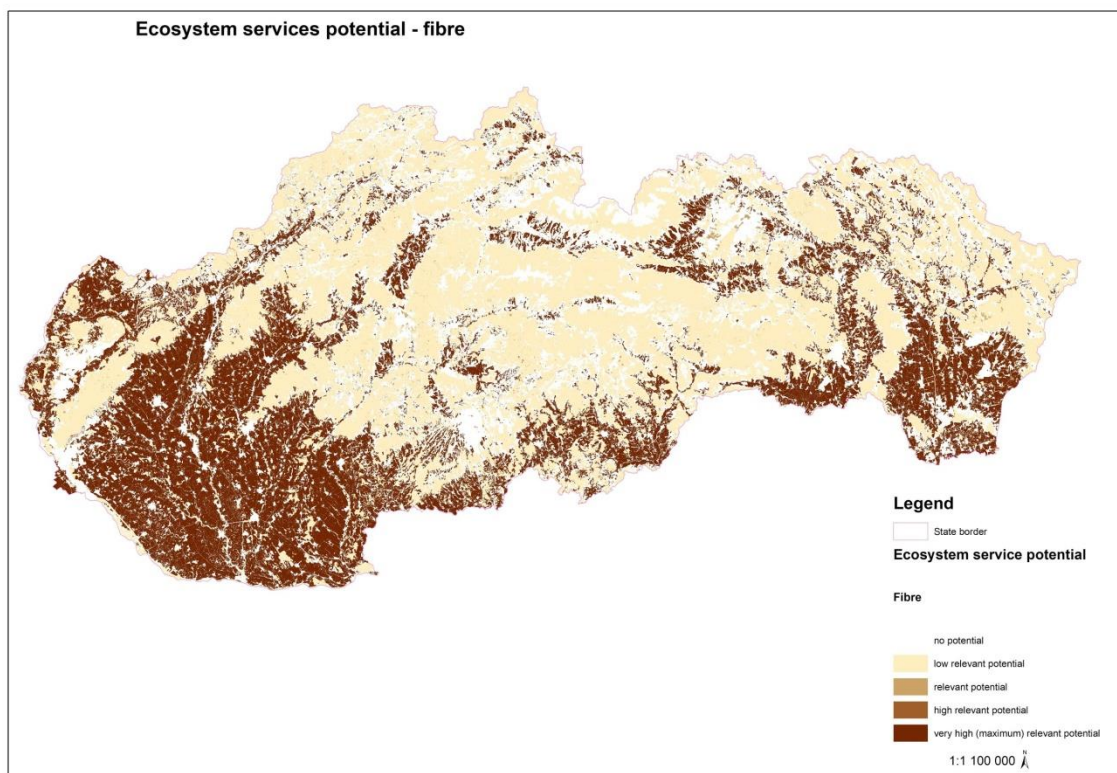 Ecosystem services potential - fibre
Legend
State border
Ecosystem service potential
Fibre
no potential
low relevant potential
relevant potential
high relevant potential
very high (maximum) relevant potential
1:1 100 000 N